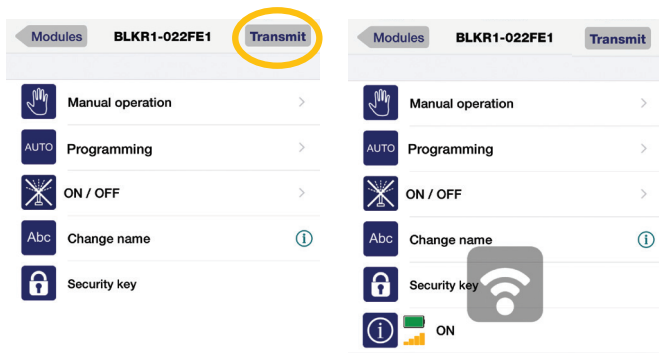 Modules BLKR1-022FE1 Transmit
Manual operation
AUTO Programming
ON / OFF
Abc Change name
Security key
Modules BLKR1-022FE1 Transmit
Manual operation
AUTO Programming
ON / OFF
Abc Change name
Security key
ON